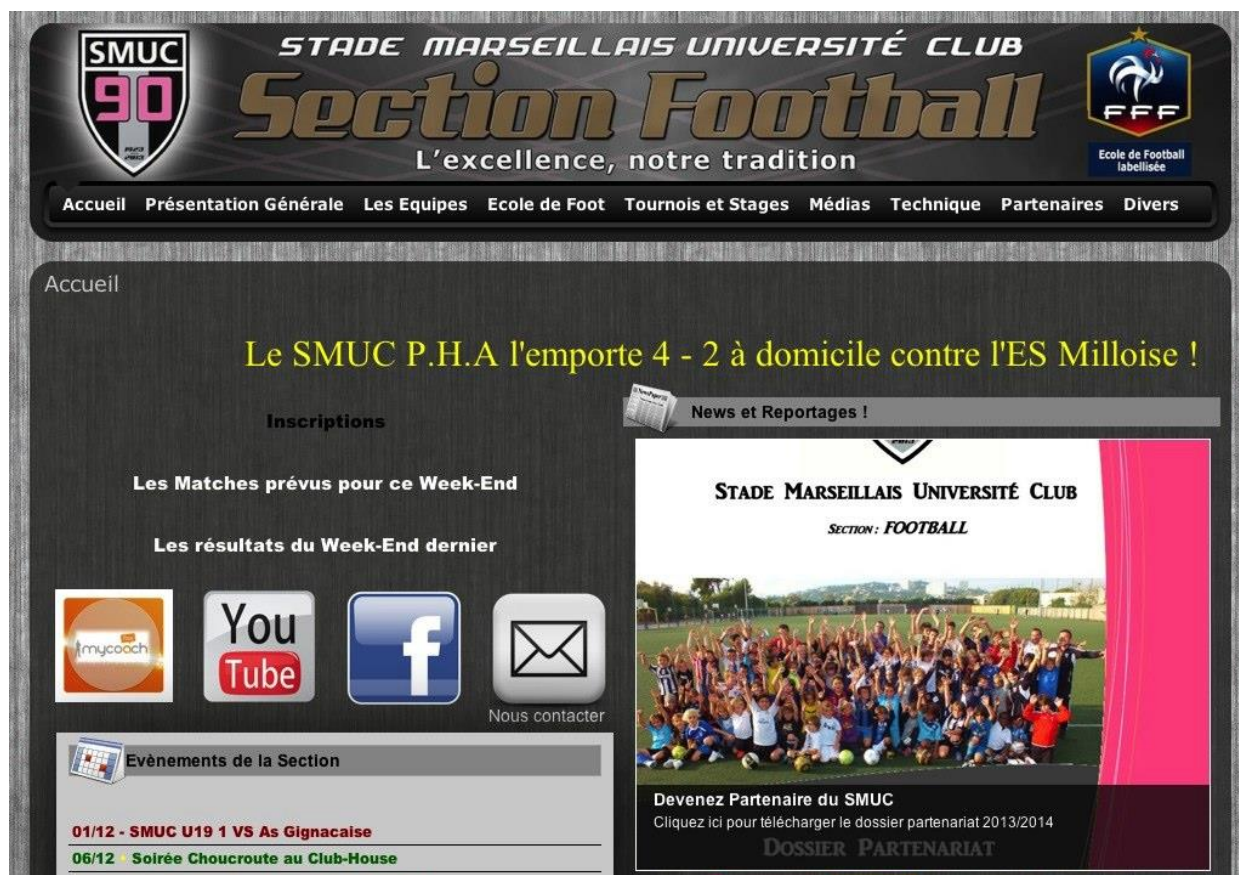 SMUC
90
STADE MARSEILLAIS UNIVERSITÉ CLUB
Section Football
L'excellence, notre tradition
FFF
Ecole de Football
labellisée
Accueil Présentation Générale Les Equipes Ecole de Foot Tournois et Stages Médias Technique Partenaires Divers
Accueil
Le SMUC P.H.A l'emporte 4 - 2 à domicile contre l'ES Milloise !
Inscriptions
Les Matches prévus pour ce Week-End
Les résultats du Week-End dernier
mycoach
You
Tube
f
Nous contacter
Evènements de la Section
01/12 - SMUC U19 1 VS As Gignacaise
06/12 - Soirée Choucroute au Club-House
News et Reportages !
STADE MARSEILLAIS UNIVERSITÉ CLUB
SECTION : FOOTBALL
Devenez Partenaire du SMUC
Cliquez ici pour télécharger le dossier partenariat 2013/2014
DOSSIER PARTENARIAT